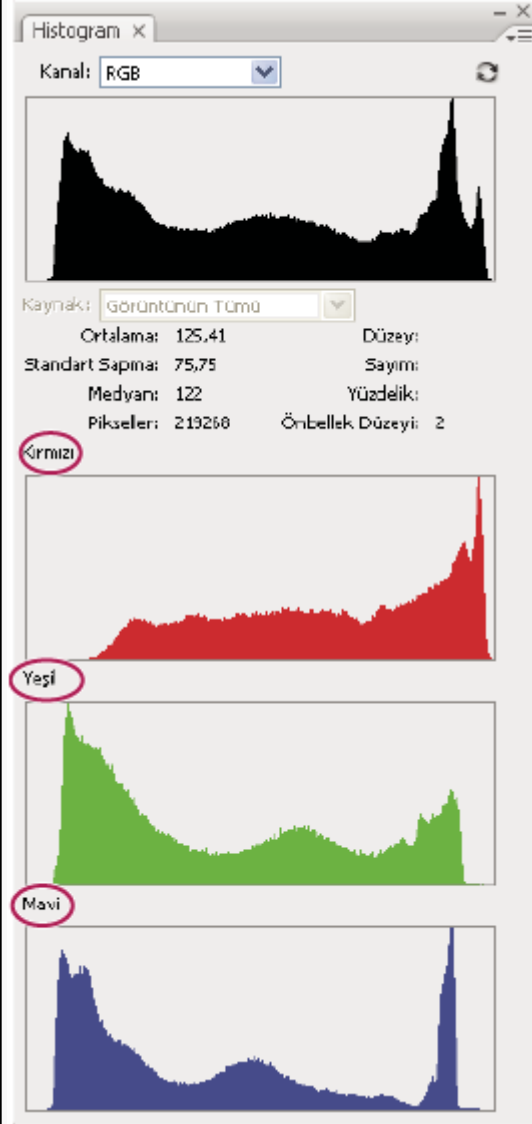 Histogram
Kanal: RGB
Kaynak: Görüntünün Tümü
Ortalama: 125,41 Düzey:
Standart Sapma: 75,75 Sayım:
Medyan: 122 Yüzdelik:
Pikseller: 219268 Önbellek Düzeyi: 2
Kırmızı
Yeşil
Mavi